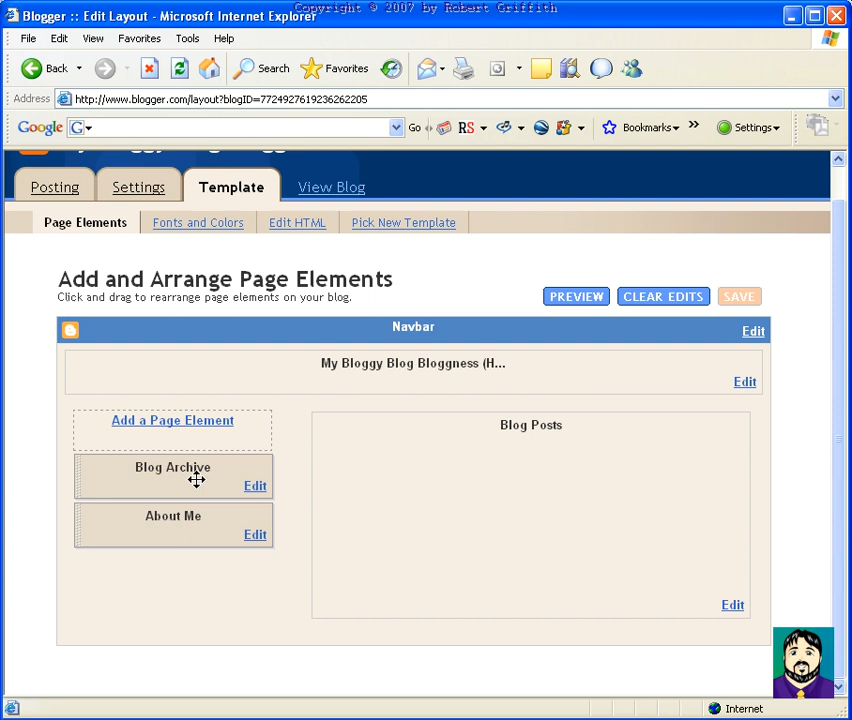 Blogger :: Edit Layout - Microsoft Internet Explorer
Copyright © 2007 by Robert Griffith
File Edit View Favorites Tools Help
Back Search Favorites
Address http://www.blogger.com/layout?blogID=7724927619236262205
Google G Go RS Bookmarks » Settings
Posting Settings Template View Blog
Page Elements Fonts and Colors Edit HTML Pick New Template
Add and Arrange Page Elements
Click and drag to rearrange page elements on your blog.
PREVIEW CLEAR EDITS SAVE
Navbar
Edit
My Bloggy Blog Bloggness (H...
Edit
Add a Page Element
Blog Posts
Blog Archive
Edit
About Me
Edit
Edit
Internet